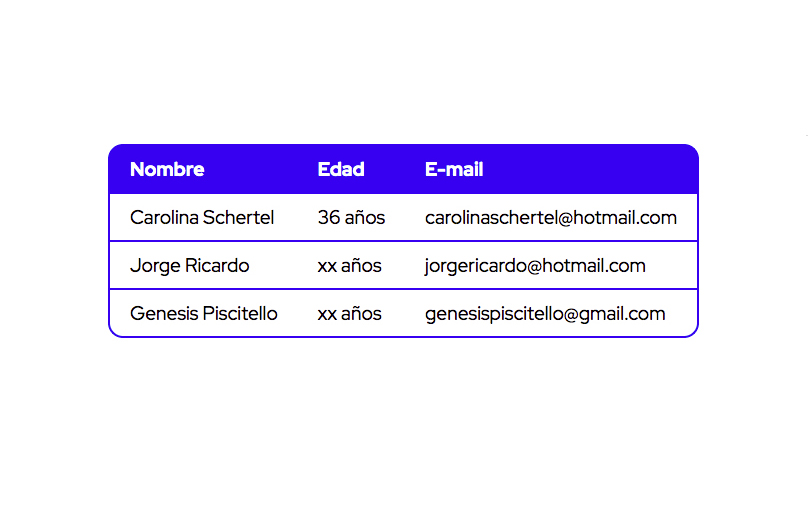 Nombre Edad E-mail
Carolina Schertel 36 años carolinaschertel@hotmail.com
Jorge Ricardo xx años jorgericardo@hotmail.com
Genesis Piscitello xx años genesispiscitello@gmail.com